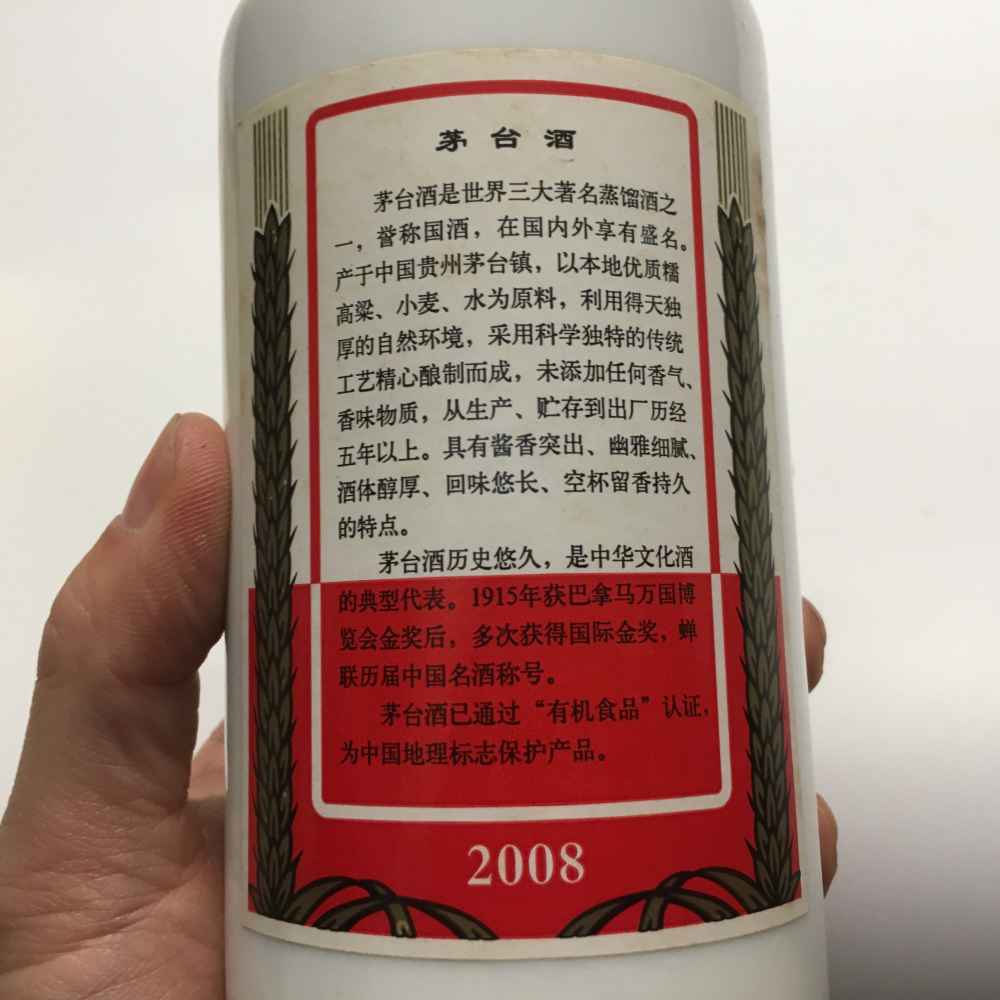 茅台酒
茅台酒是世界三大著名蒸馏酒之
一，誉称国酒，在国内外享有盛名。
产于中国贵州茅台镇，以本地优质糯
高粱、小麦、水为原料，利用得天独
厚的自然环境，采用科学独特的传统
工艺精心酿制而成，未添加任何香气、
香味物质，从生产、贮存到出厂历经
五年以上。具有酱香突出、幽雅细腻、
酒体醇厚、回味悠长、空杯留香持久
的特点。
茅台酒历史悠久，是中华文化酒
的典型代表。1915年获巴拿马万国博
览会金奖后，多次获得国际金奖，蝉
联历届中国名酒称号。
茅台酒已通过“有机食品”认证，
为中国地理标志保护产品。
2008